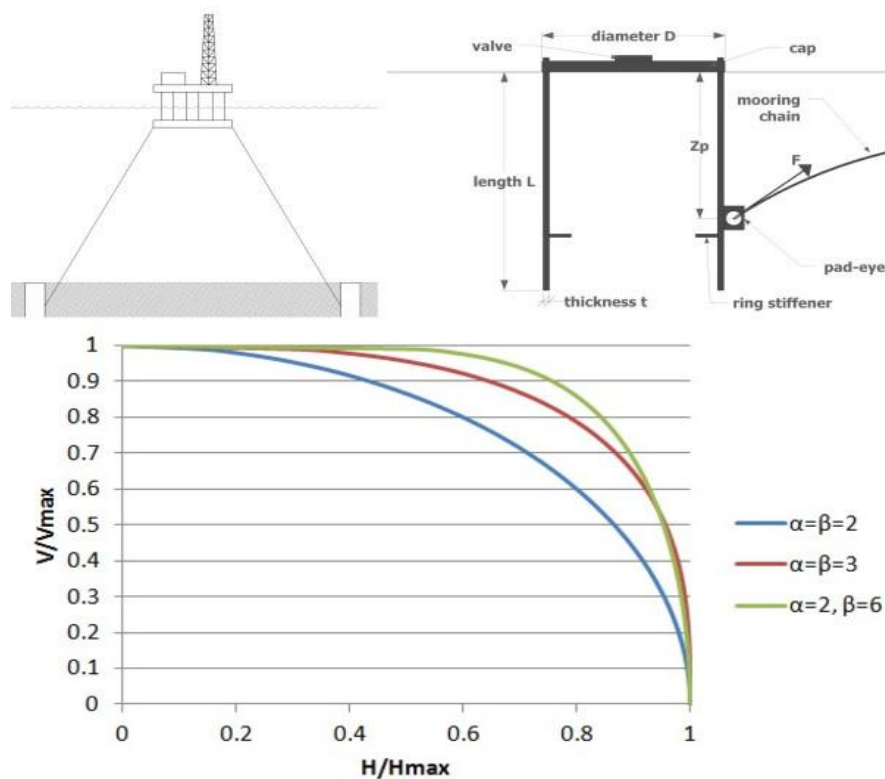 diameter D
valve
cap
mooring
chain
Zp
F
length L
pad-eye
thickness t
ring stiffener
1
0.9
0.8
0.7
0.6
0.5
0.4
0.3
0.2
0.1
0
V/Vmax
0 0.2 0.4 0.6 0.8 1
H/Hmax
α=β=2
α=β=3
α=2, β=6